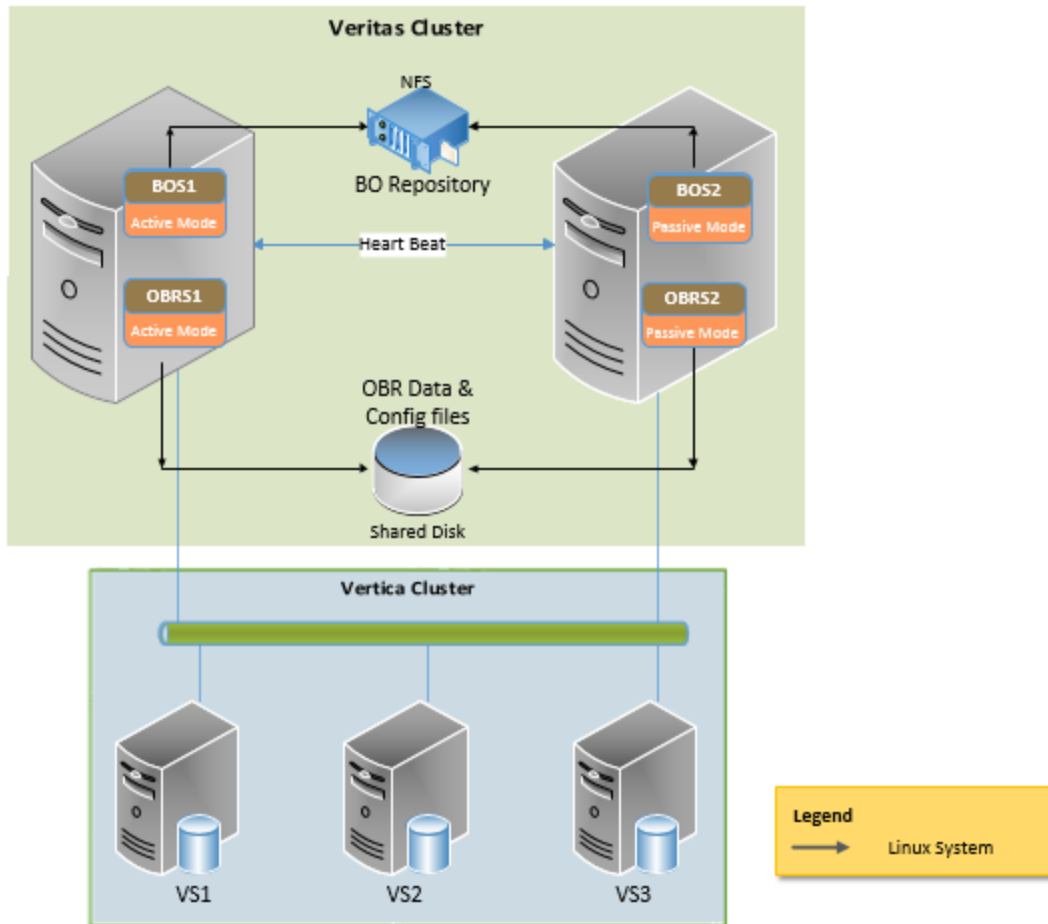 Veritas Cluster
NFS
BO Repository
BOS1
Active Mode
BOS2
Passive Mode
Heart Beat
OBRS1
Active Mode
OBRS2
Passive Mode
OBR Data &
Config files
Shared Disk
Vertica Cluster
VS1
VS2
VS3
Legend
Linux System